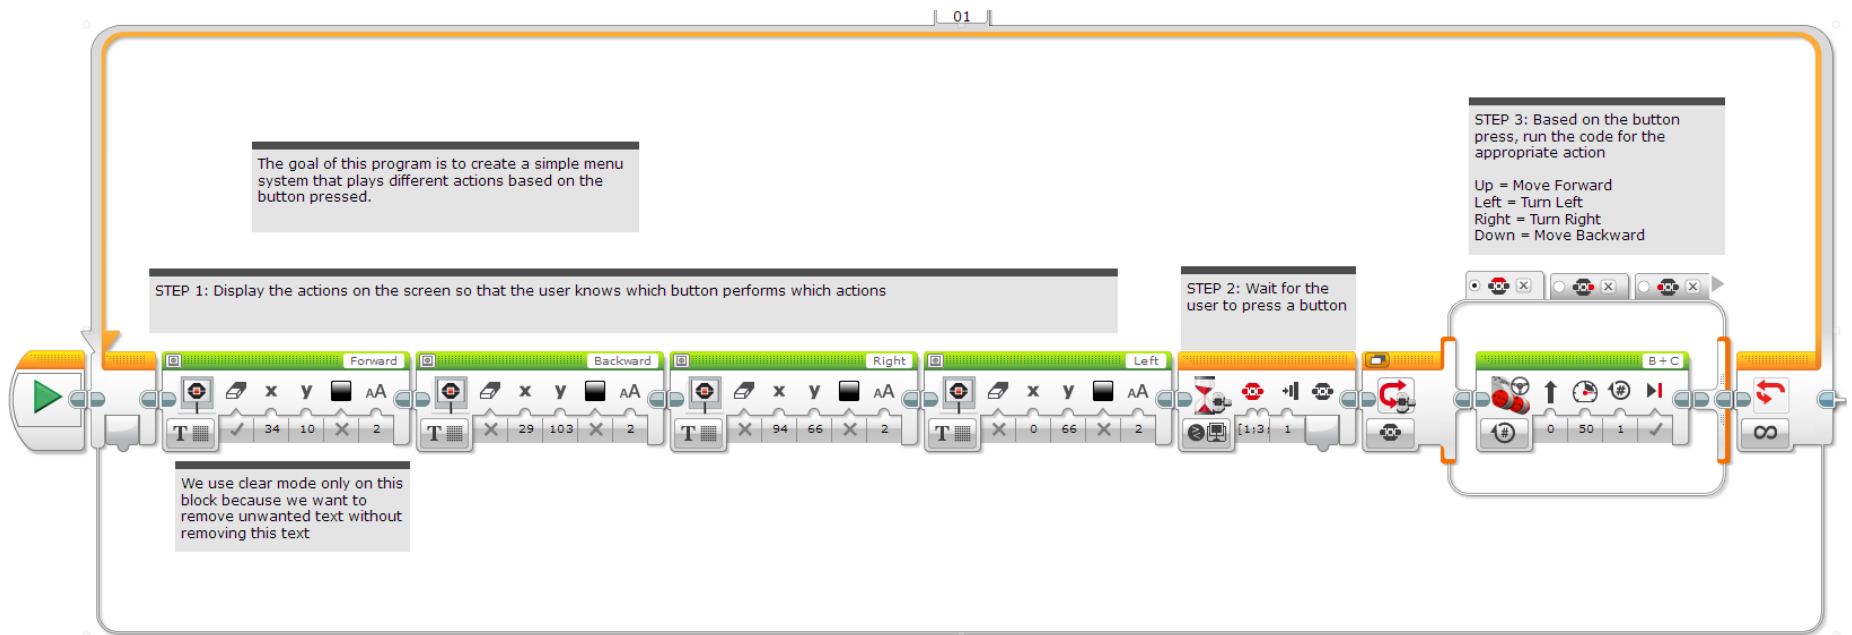 01
The goal of this program is to create a simple menu
system that plays different actions based on the
button pressed.
STEP 1: Display the actions on the screen so that the user knows which button performs which actions
STEP 2: Wait for the
user to press a button
STEP 3: Based on the button
press, run the code for the
appropriate action
Up = Move Forward
Left = Turn Left
Right = Turn Right
Down = Move Backward
Forward
x y AA
T 34 10 2
Backward
x y AA
T 29 103 2
Right
x y AA
T 94 66 2
Left
x y AA
T 0 66 2
[1;3; 1
B+C
#
# 0 50 1
∞
We use clear mode only on this
block because we want to
remove unwanted text without
removing this text